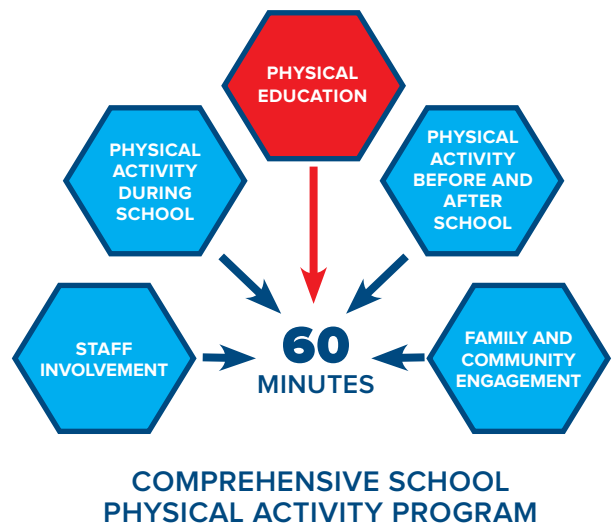 PHYSICAL
EDUCATION
PHYSICAL
ACTIVITY
DURING
SCHOOL
PHYSICAL
ACTIVITY
BEFORE AND
AFTER
SCHOOL
STAFF
INVOLVEMENT
60
MINUTES
FAMILY AND
COMMUNITY
ENGAGEMENT
COMPREHENSIVE SCHOOL
PHYSICAL ACTIVITY PROGRAM